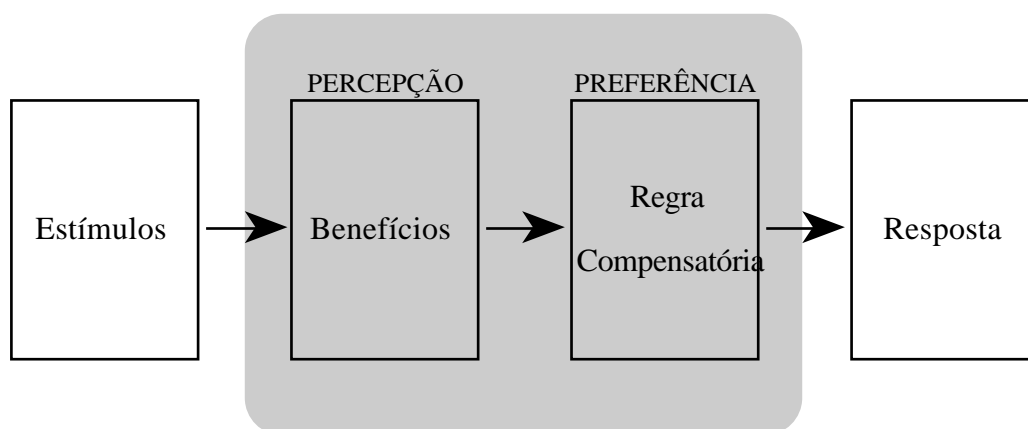 PERCEPÇÃO
PREFERÊNCIA
Estímulos
Benefícios
Regra
Compensatória
Resposta